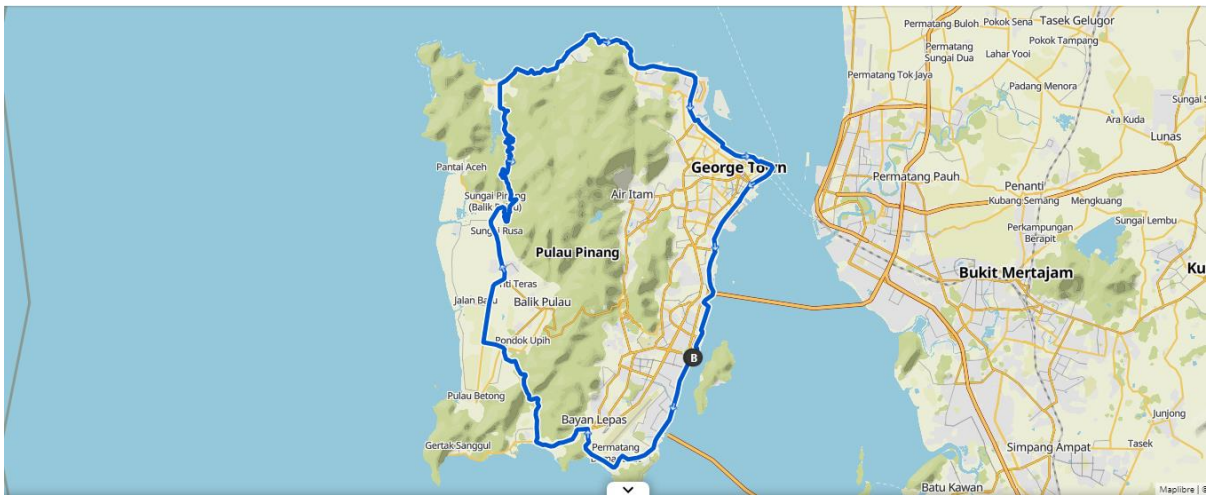 Permatang Buloh
Pokok Sena
Tasek Gelugor
Permatang
Sungai Dua
Pokok Tampang
Lahar Yooi
Permatang Tok Jaya
Padang Menora
Sungai S
Ara Kuda
Lunas
Pantai Aceh
George Town
Permatang Pauh
Air Itam
Penanti
Sungai Pinang
(Balik Pulau)
Kubang Semang
Mengkuang
Sungai Lembu
Sungai Rusa
Perkampungan
Berapit
Pulau Pinang
Bukit Mertajam
Ku
Titi Teras
Jalan Baru
Balik Pulau
Pondok Upih
B
Pulau Betong
Junjong
Bayan Lepas
Gertak Sanggul
Permatang
Simpang Ampat
Tasek
Batu Kawan
Maplibre | ©